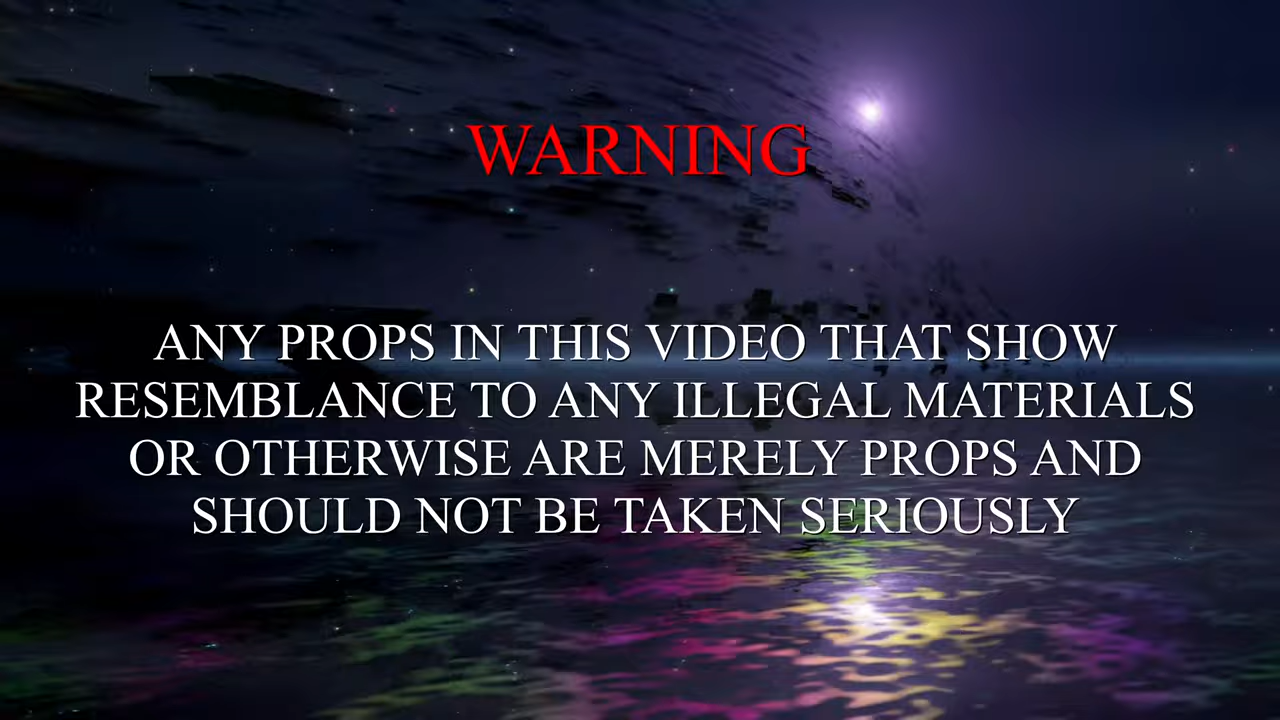 WARNING
ANY PROPS IN THIS VIDEO THAT SHOW
RESEMBLANCE TO ANY ILLEGAL MATERIALS
OR OTHERWISE ARE MERELY PROPS AND
SHOULD NOT BE TAKEN SERIOUSLY